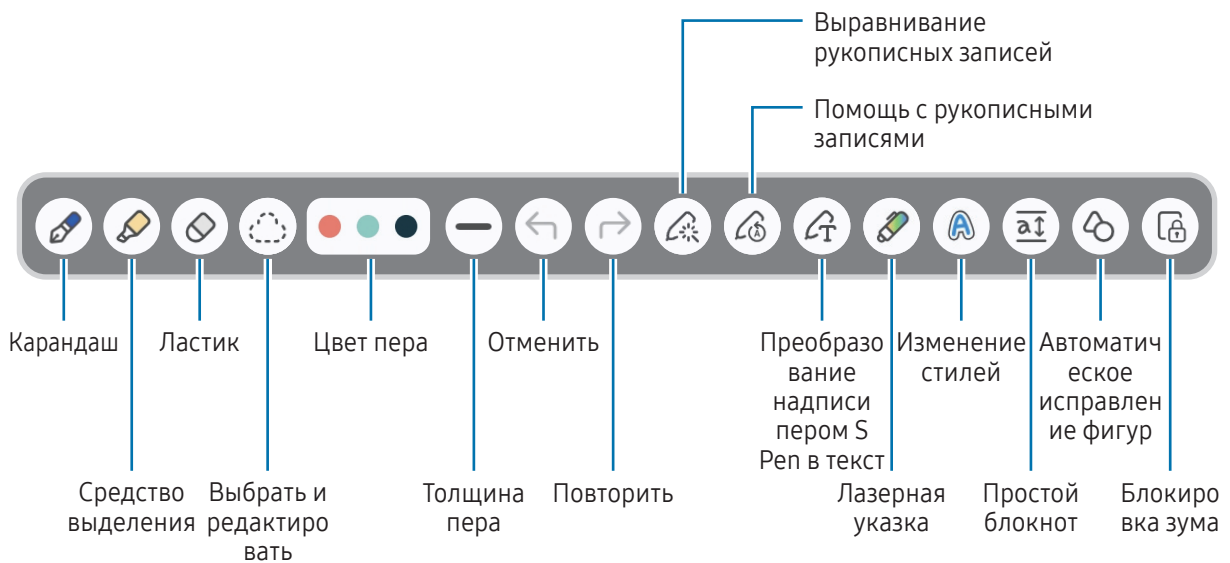 Выравнивание
рукописных записей
Помощь с рукописными
записями
Карандаш
Ластик
Цвет пера
Отменить
Преобразо
вание
надписи
пером S
Pen в текст
Изменение
стилей
Автоматич
еское
исправлен
ие фигур
Средство
выделения
Выбрать и
редактиро
вать
Толщина
пера
Повторить
Лазерная
указка
Простой
блокнот
Блокиро
вка зума